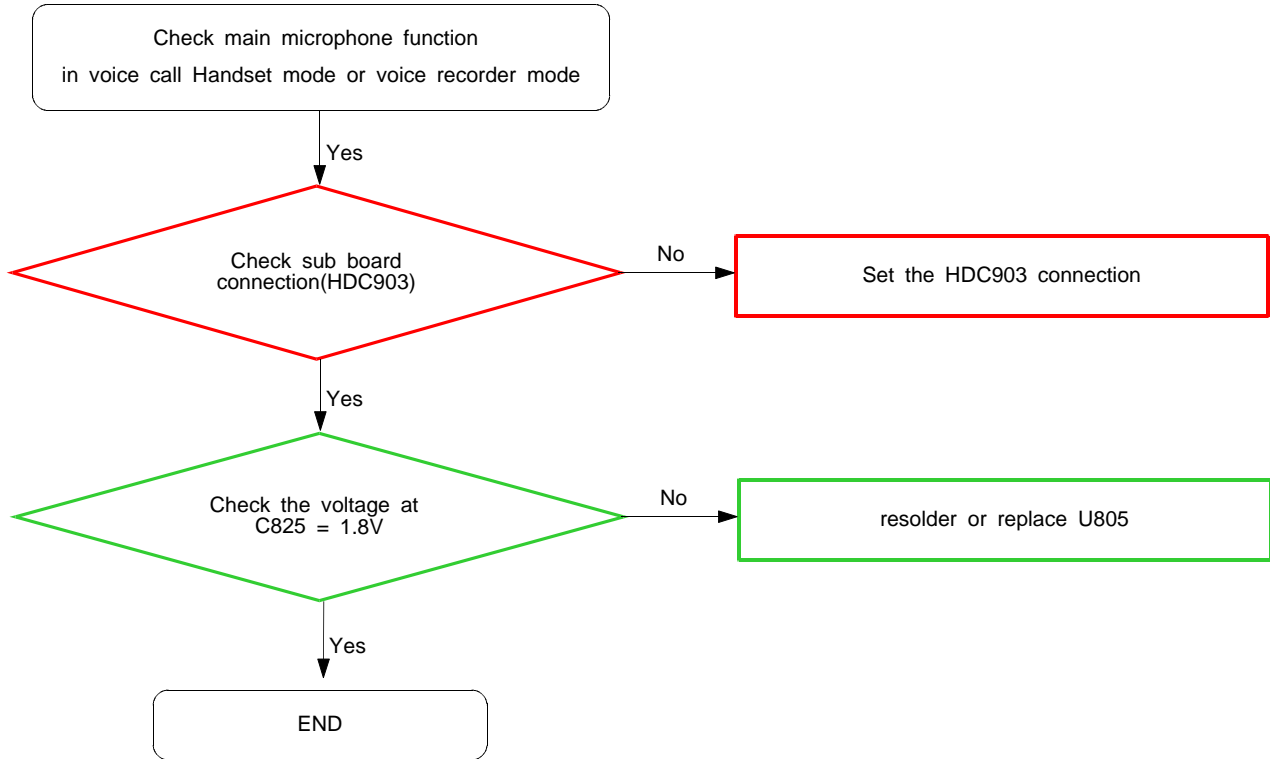 Check main microphone function
in voice call Handset mode or voice recorder mode
Yes
Check sub board
connection(HDC903)
No
Set the HDC903 connection
Yes
Check the voltage at
C825 = 1.8V
No
resolder or replace U805
Yes
END